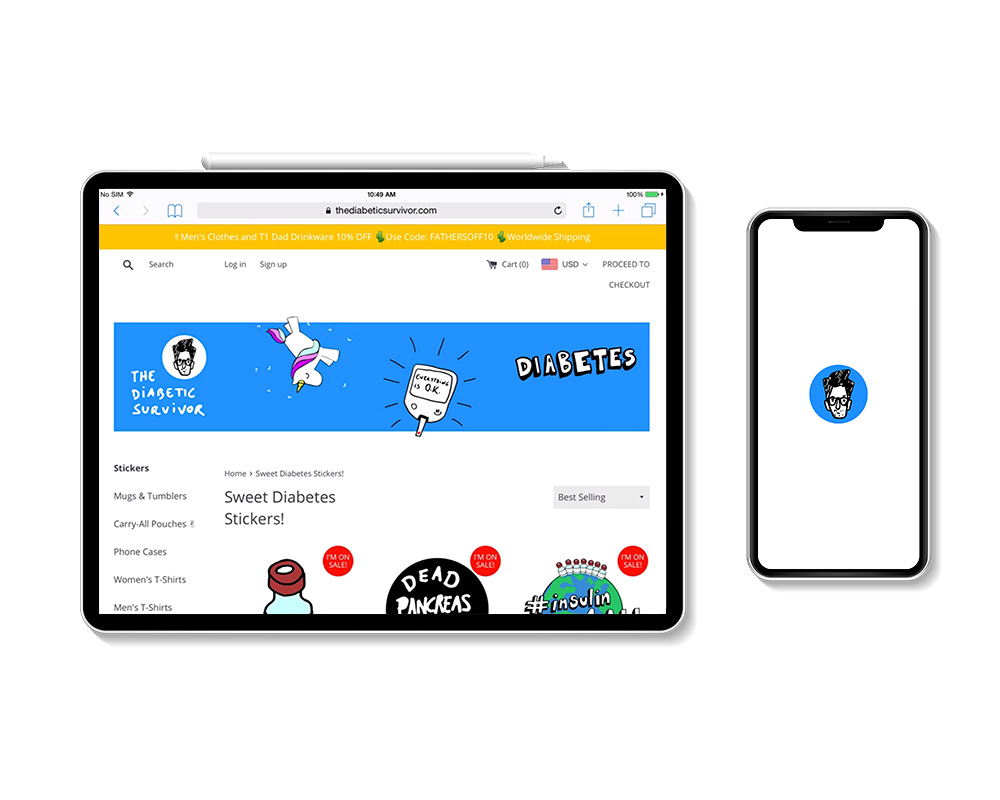 No SIM
10:49 AM
100%
thediabeticsurvivor.com
Men's Clothes and T1 Dad Drinkware 10% OFF Use Code: FATHERSOFF10 Worldwide Shipping
Search
Log in
Sign up
Cart (0)
USD
PROCEED TO
CHECKOUT
THE
DIABETIC
SURVIVOR
EVERYTHING
IS O.K.
DIABETES
Stickers
Mugs & Tumblers
Carry-All Pouches ✌
Phone Cases
Women's T-Shirts
Men's T-Shirts
Home › Sweet Diabetes Stickers!
Sweet Diabetes
Stickers!
Best Selling
I'M ON
SALE!
DEAD
PANCREAS
I'M ON
SALE!
#insulin
I'M ON
SALE!